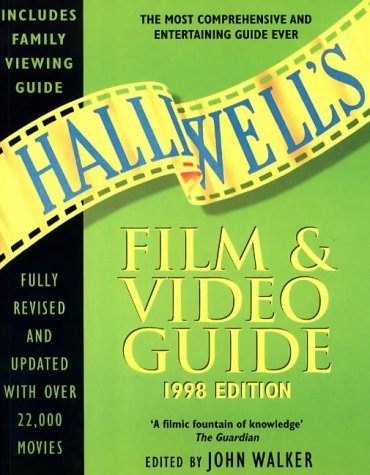 INCLUDES
FAMILY
VIEWING
GUIDE
THE MOST COMPREHENSIVE AND
ENTERTAINING GUIDE EVER
HALLIWELL'S
FILM &
VIDEO
GUIDE
1998 EDITION
FULLY
REVISED
AND
UPDATED
WITH OVER
22,000
MOVIES
'A filmic fountain of knowledge'
The Guardian
EDITED BY JOHN WALKER